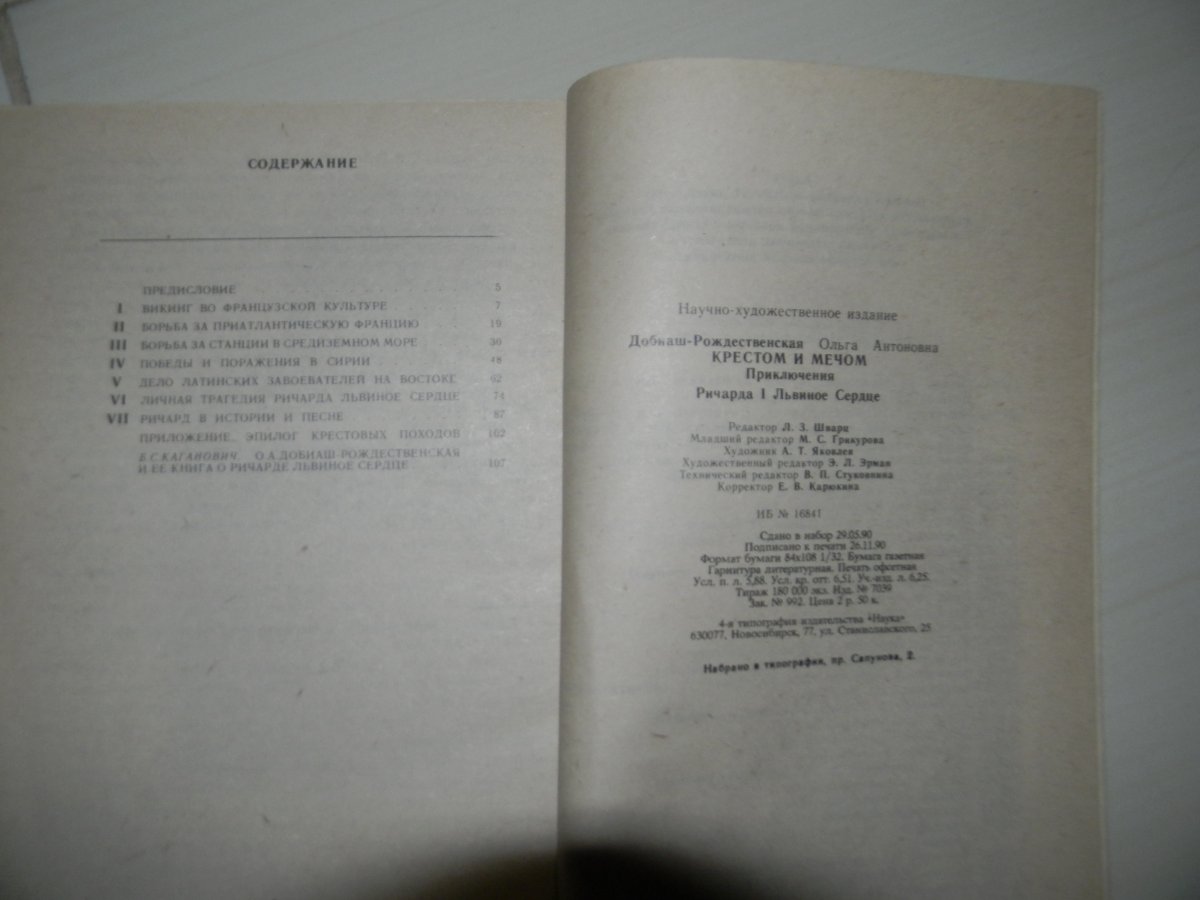 СОДЕРЖАНИЕ
ПРЕДИСЛОВИЕ 5
I ВИКИНГ ВО ФРАНЦУЗСКОЙ КУЛЬТУРЕ 7
II БОРЬБА ЗА ПРИАТЛАНТИЧЕСКУЮ ФРАНЦИЮ 19
III БОРЬБА ЗА СТАНЦИИ В СРЕДИЗЕМНОМ МОРЕ 30
IV ПОБЕДЫ И ПОРАЖЕНИЯ В СИРИИ 48
V ДЕЛО ЛАТИНСКИХ ЗАВОЕВАТЕЛЕЙ НА ВОСТОКЕ 62
VI ЛИЧНАЯ ТРАГЕДИЯ РИЧАРДА ЛЬВИНОЕ СЕРДЦЕ 74
VII РИЧАРД В ИСТОРИИ И ПЕСНЕ 87
ПРИЛОЖЕНИЕ. ЭПИЛОГ КРЕСТОВЫХ ПОХОДОВ 102
Б.С.КАГАНОВИЧ. О.А.ДОБИАШ-РОЖДЕСТВЕНСКАЯ
И ЕЕ КНИГА О РИЧАРДЕ ЛЬВИНОЕ СЕРДЦЕ 107
Научно-художественное издание
Добиаш-Рождественская Ольга Антоновна
КРЕСТОМ И МЕЧОМ
Приключения
Ричарда I Львиное Сердце
Редактор Л. З. Шварц
Младший редактор М. С. Грикурова
Художник А. Т. Яковлев
Художественный редактор Э. Л. Эрман
Технический редактор В. П. Стуковнина
Корректор Е. В. Карюкина
ИБ № 16841
Сдано в набор 29.05.90
Подписано к печати 26.11.90
Формат бумаги 84х108 1/32. Бумага газетная
Гарнитура литературная. Печать офсетная
Усл. п. л. 5,88. Усл. кр. отт. 6,51. Уч.-изд. л. 6,25.
Тираж 180 000 экз. Изд. № 7039
Зак. № 992. Цена 2 р. 50 к.
4-я типография издательства «Наука»
630077, Новосибирск, 77, ул. Станиславского, 25
Набрано в типографии, пр. Сапунова, 2.